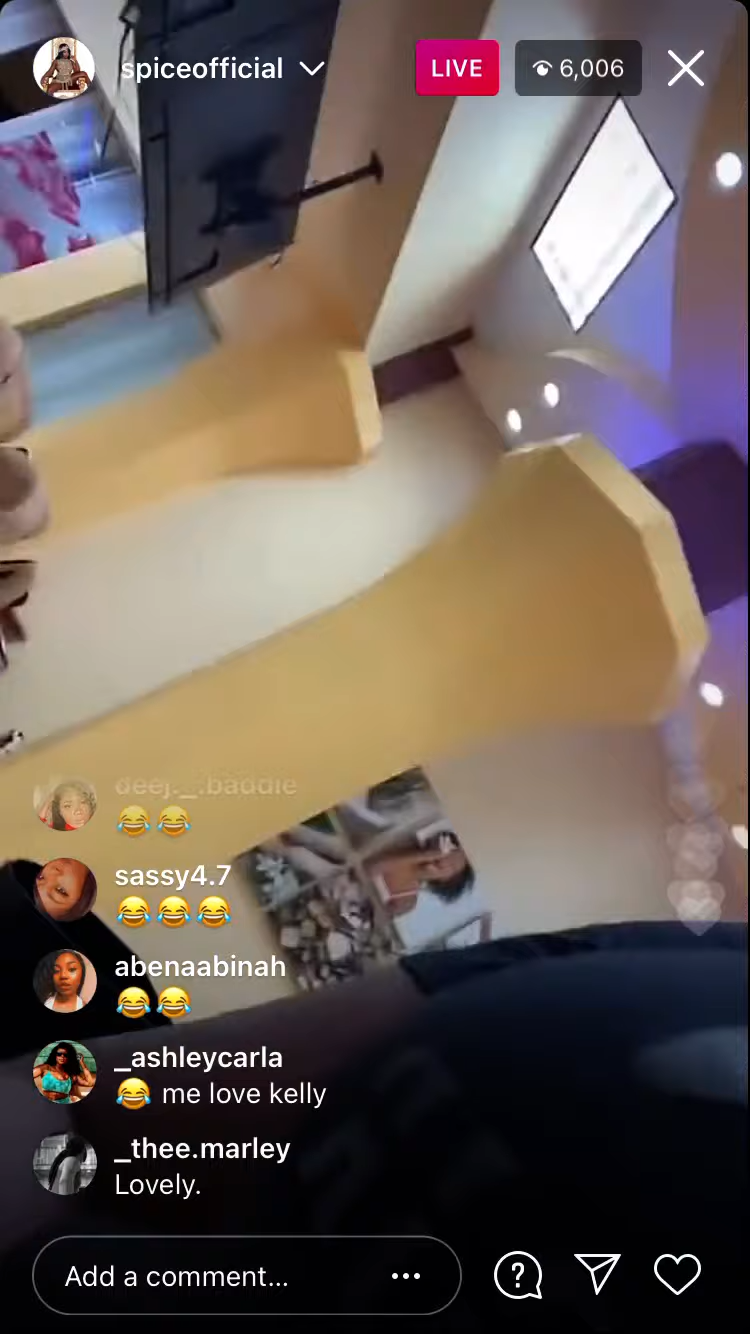 spiceofficial
LIVE
6,006
deej._.baddie
😂😂
sassy4.7
😂😂😂
abenaabinah
😂😂
_ashleycarla
😂 me love kelly
_thee.marley
Lovely.
Add a comment...